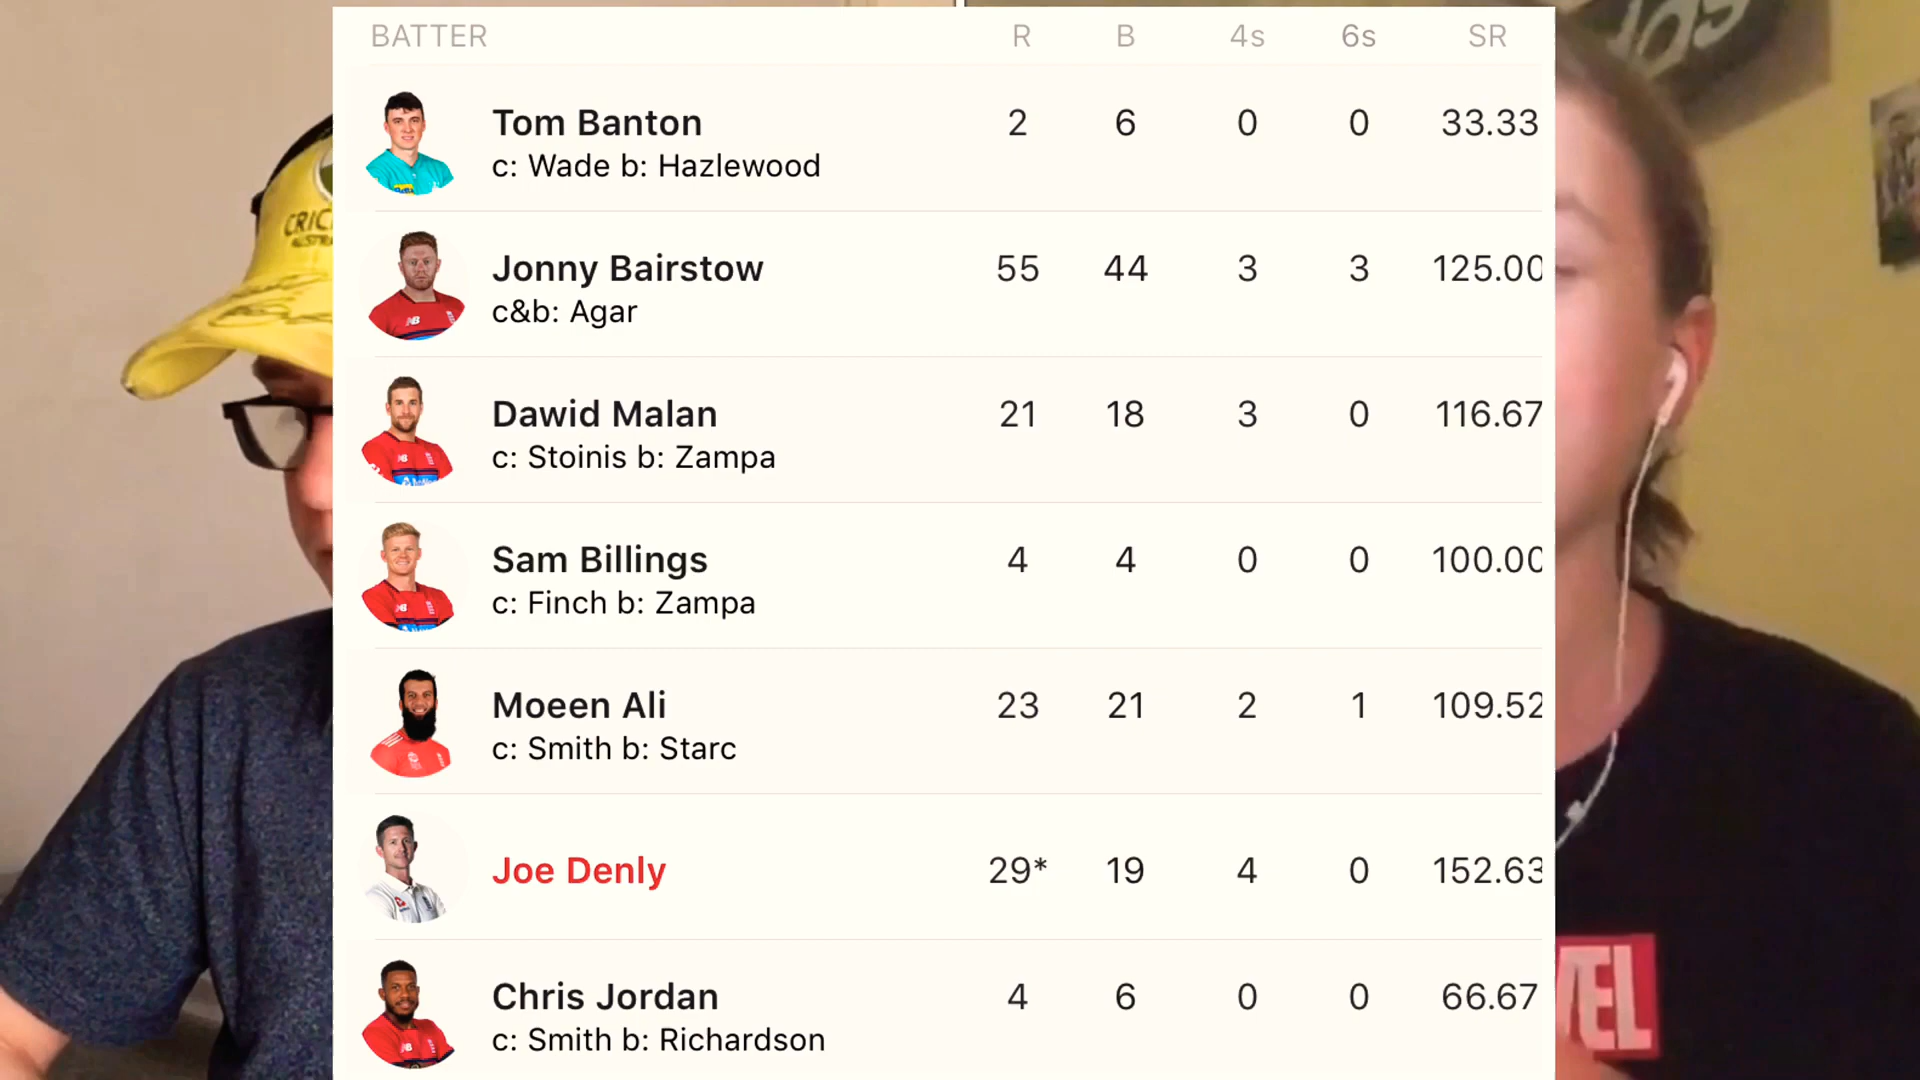 BATTER R B 4s 6s SR
Tom Banton 2 6 0 0 33.33
c: Wade b: Hazlewood
Jonny Bairstow 55 44 3 3 125.00
c&b: Agar
Dawid Malan 21 18 3 0 116.67
c: Stoinis b: Zampa
Sam Billings 4 4 0 0 100.00
c: Finch b: Zampa
Moeen Ali 23 21 2 1 109.52
c: Smith b: Starc
Joe Denly 29* 19 4 0 152.63
Chris Jordan 4 6 0 0 66.67
c: Smith b: Richardson